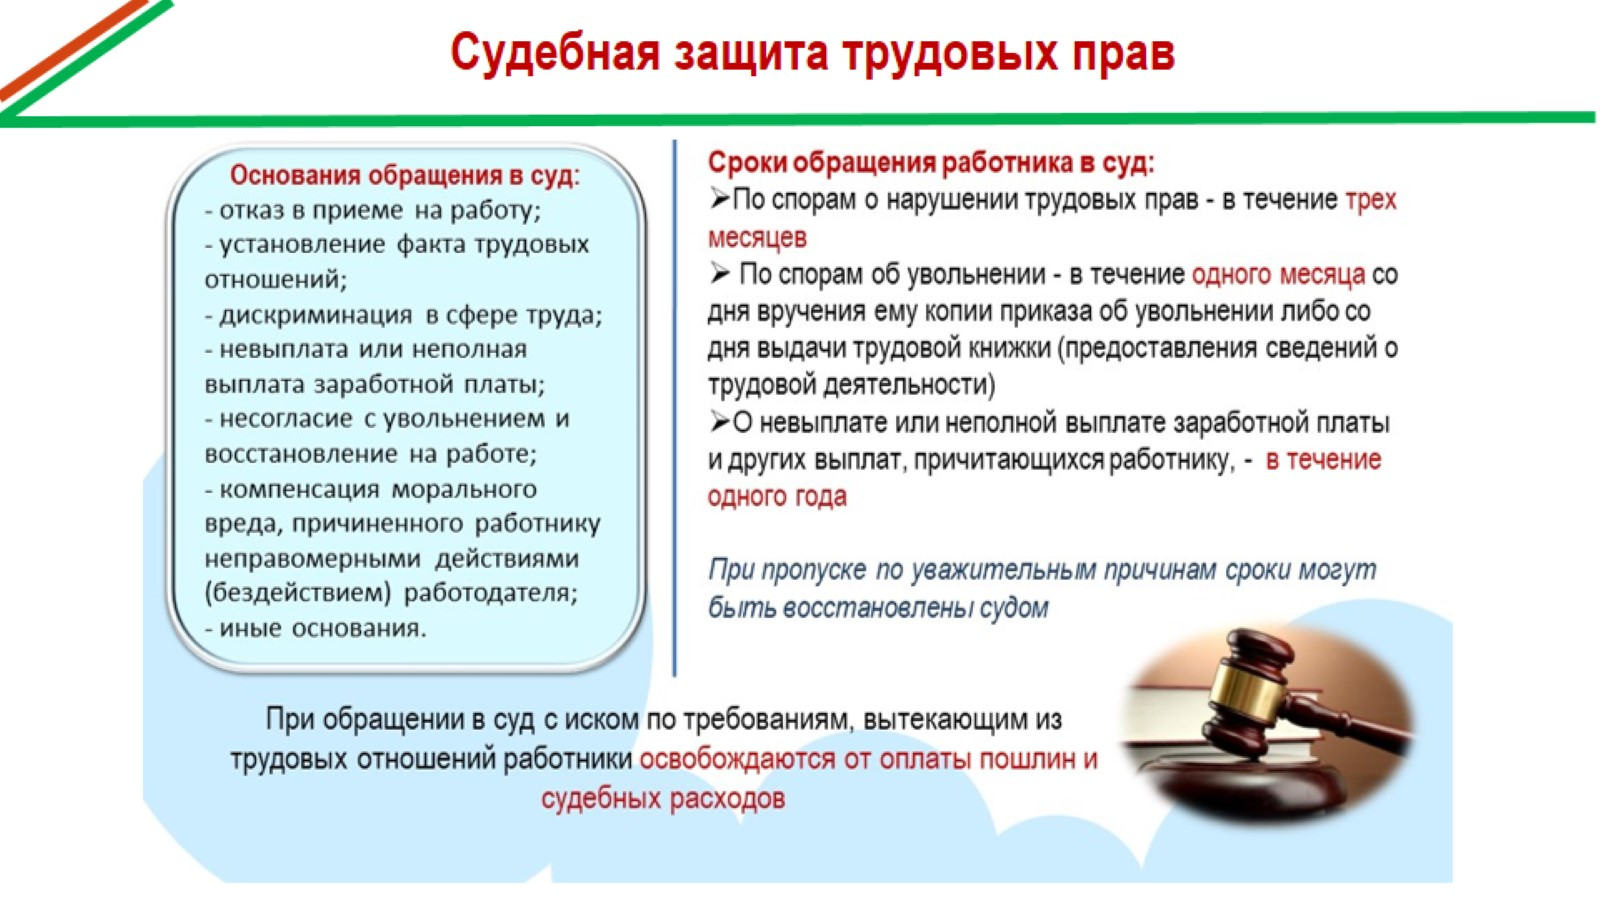 Судебная защита трудовых прав
Основания обращения в суд:
- отказ в приеме на работу;
- установление факта трудовых
отношений;
- дискриминация в сфере труда;
- невыплата или неполная
выплата заработной платы;
- несогласие с увольнением и
восстановление на работе;
- компенсация морального
вреда, причиненного работнику
неправомерными действиями
(бездействием) работодателя;
- иные основания.
Сроки обращения работника в суд:
➢По спорам о нарушении трудовых прав - в течение трех
месяцев
➢ По спорам об увольнении - в течение одного месяца со
дня вручения ему копии приказа об увольнении либо со
дня выдачи трудовой книжки (предоставления сведений о
трудовой деятельности)
➢О невыплате или неполной выплате заработной платы
и других выплат, причитающихся работнику, - в течение
одного года
При пропуске по уважительным причинам сроки могут
быть восстановлены судом
При обращении в суд с иском по требованиям, вытекающим из
трудовых отношений работники освобождаются от оплаты пошлин и
судебных расходов